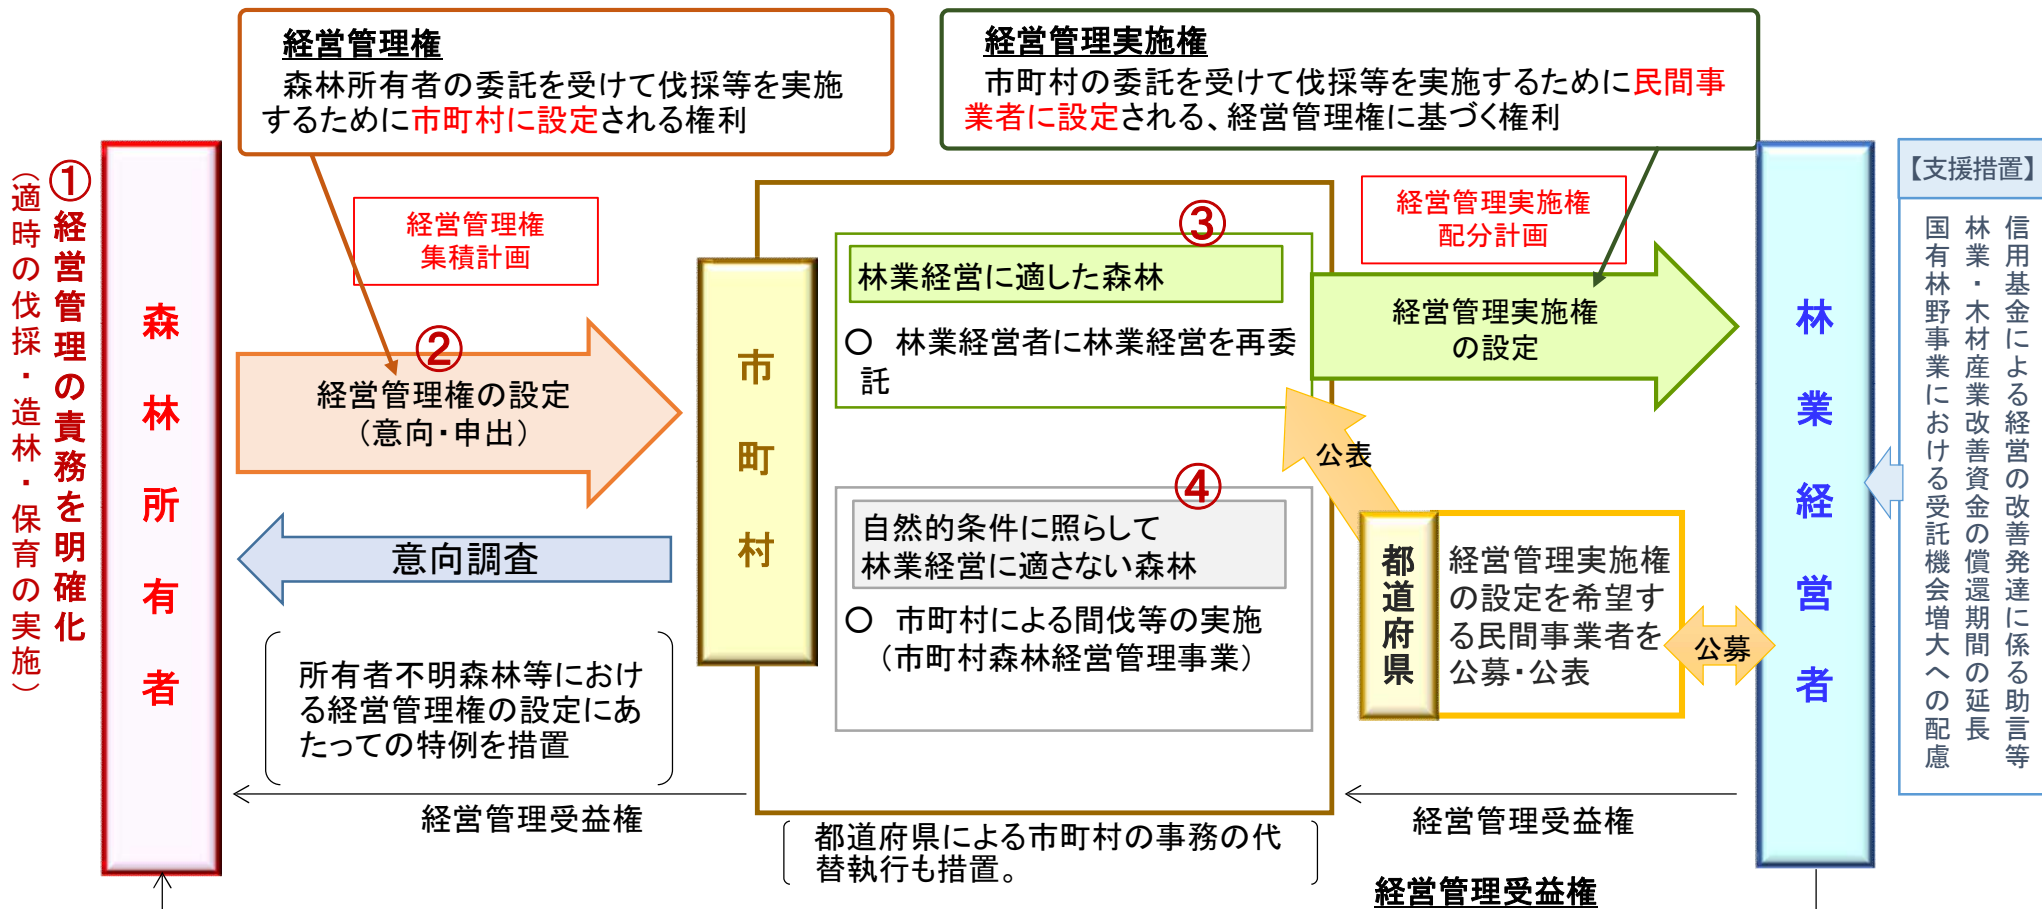 経営管理権
森林所有者の委託を受けて伐採等を実施
するために市町村に設定される権利
経営管理実施権
市町村の委託を受けて伐採等を実施するために民間事
業者に設定される、経営管理権に基づく権利
①経営管理の責務を明確化
（適時の伐採・造林・保育の実施）
森林所有者
経営管理権
集積計画
②
経営管理権の設定
（意向・申出）
意向調査
所有者不明森林等におけ
る経営管理権の設定にあ
たっての特例を措置
経営管理受益権
市町村
③
林業経営に適した森林
○ 林業経営者に林業経営を再委
託
④
自然的条件に照らして
林業経営に適さない森林
○ 市町村による間伐等の実施
（市町村森林経営管理事業）
都道府県による市町村の事務の代
替執行も措置。
経営管理実施権
配分計画
経営管理実施権
の設定
公表
都道府県
経営管理実施権
の設定を希望す
る民間事業者を
公募・公表
公募
経営管理受益権
経営管理受益権
林業経営者
【支援措置】
信用基金による経営の改善発達に係る助言等
林業・木材産業改善資金の償還期間の延長
国有林野事業における受託機会増大への配慮